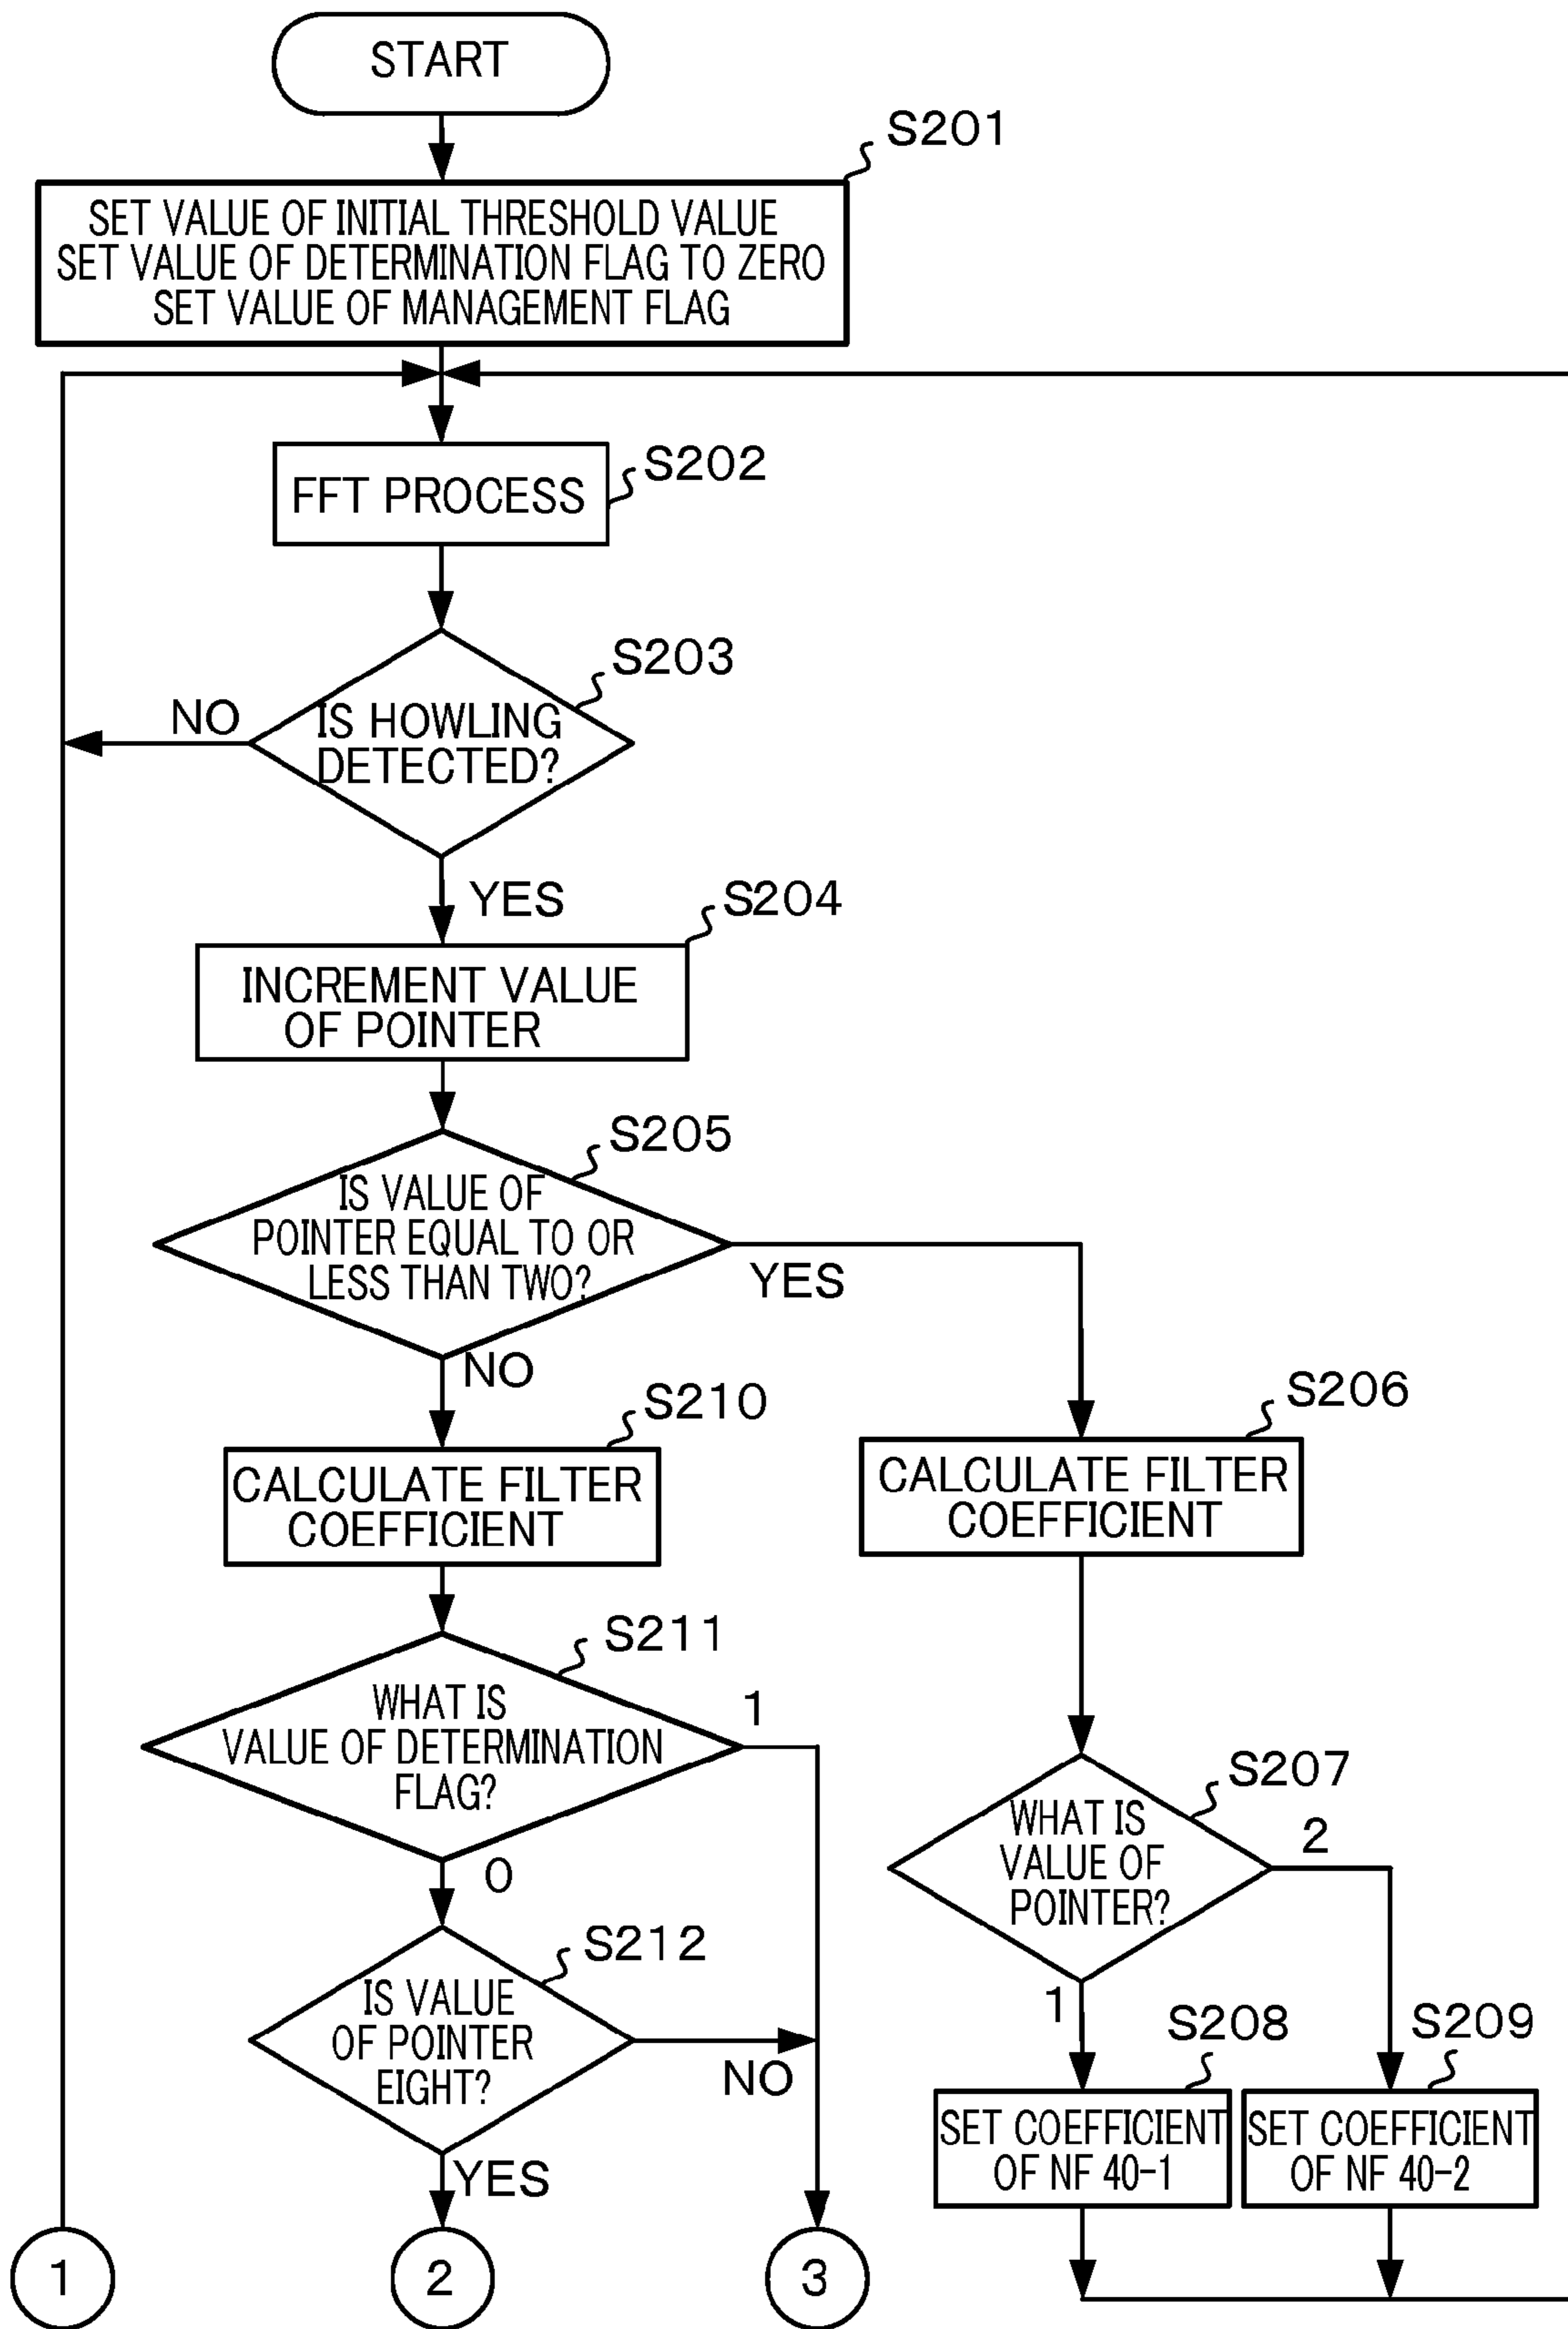 START
S201
SET VALUE OF INITIAL THRESHOLD VALUE
SET VALUE OF DETERMINATION FLAG TO ZERO
SET VALUE OF MANAGEMENT FLAG
FFT PROCESS
S202
S203
NO
IS HOWLING
DETECTED?
YES
S204
INCREMENT VALUE
OF POINTER
S205
IS VALUE OF
POINTER EQUAL TO OR
LESS THAN TWO?
YES
NO
S210
CALCULATE FILTER
COEFFICIENT
S206
CALCULATE FILTER
COEFFICIENT
S211
WHAT IS
VALUE OF DETERMINATION
FLAG?
1
0
S207
WHAT IS
VALUE OF
POINTER?
2
1
S212
IS VALUE
OF POINTER
EIGHT?
NO
YES
S208
SET COEFFICIENT
OF NF 40-1
S209
SET COEFFICIENT
OF NF 40-2
1
2
3